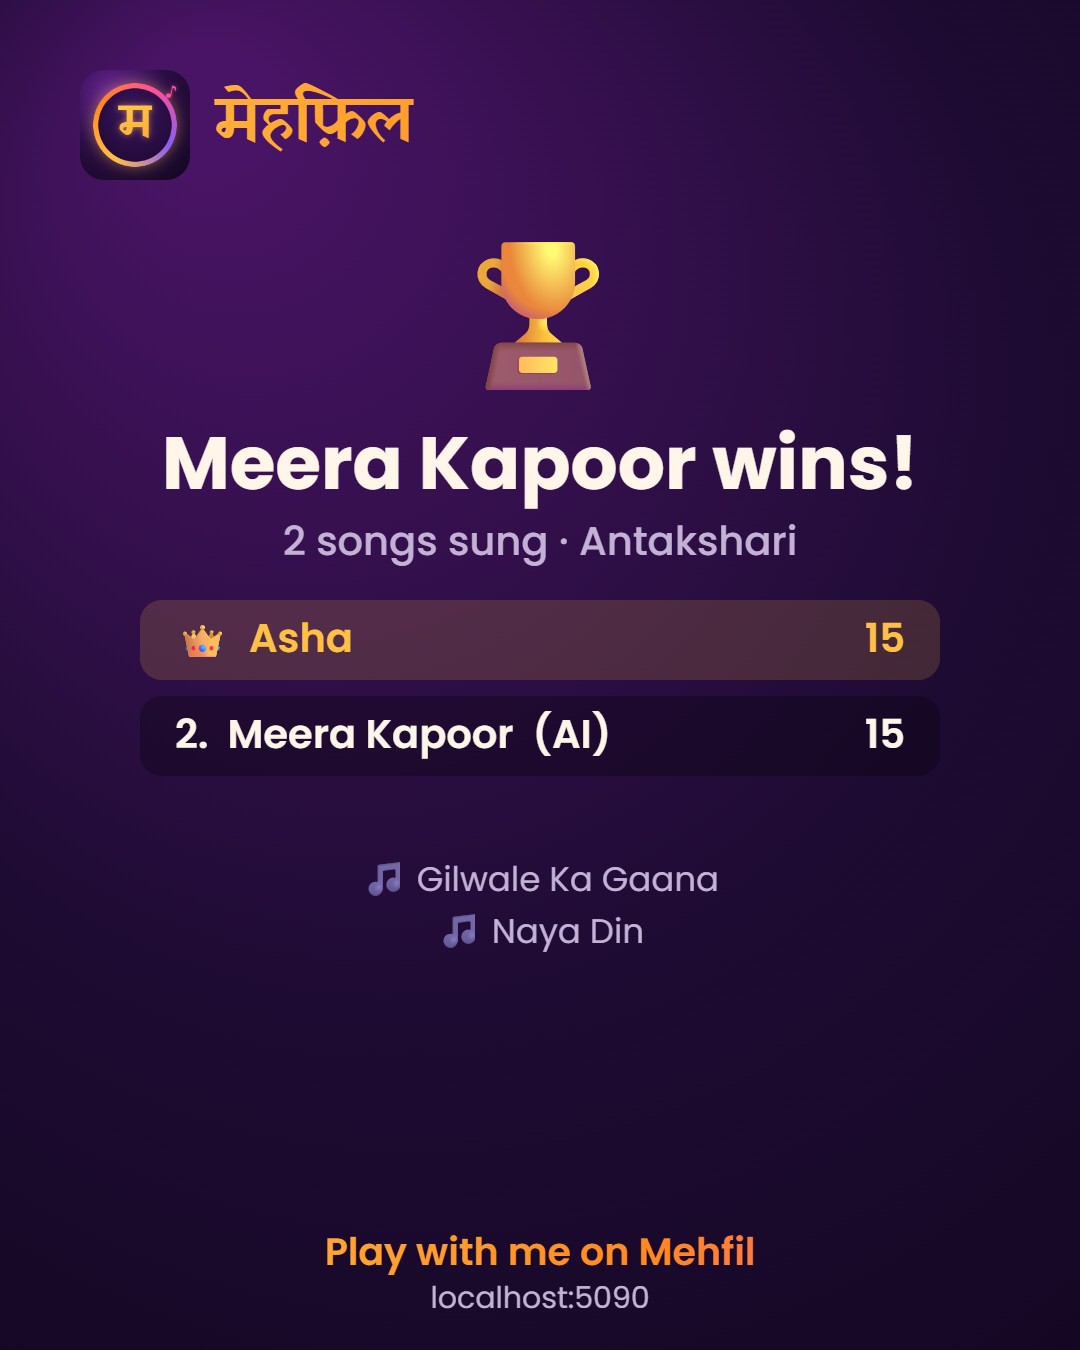 म मेहफ़िल
Meera Kapoor wins!
2 songs sung · Antakshari
Asha 15
2. Meera Kapoor (AI) 15
Gilwale Ka Gaana
Naya Din
Play with me on Mehfil
localhost:5090